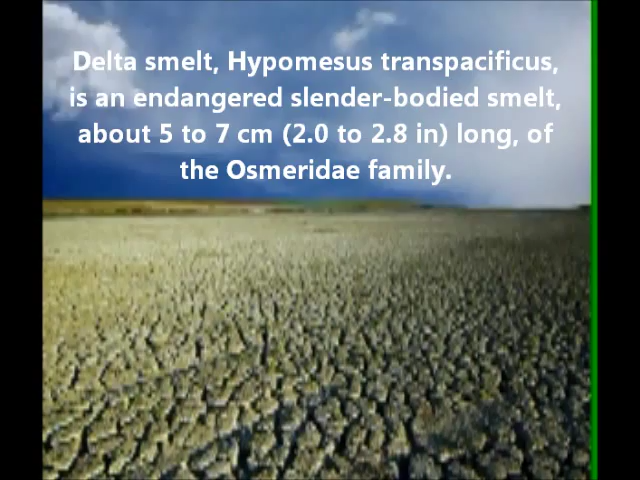 Delta smelt, Hypomesus transpacificus,
is an endangered slender-bodied smelt,
about 5 to 7 cm (2.0 to 2.8 in) long, of
the Osmeridae family.